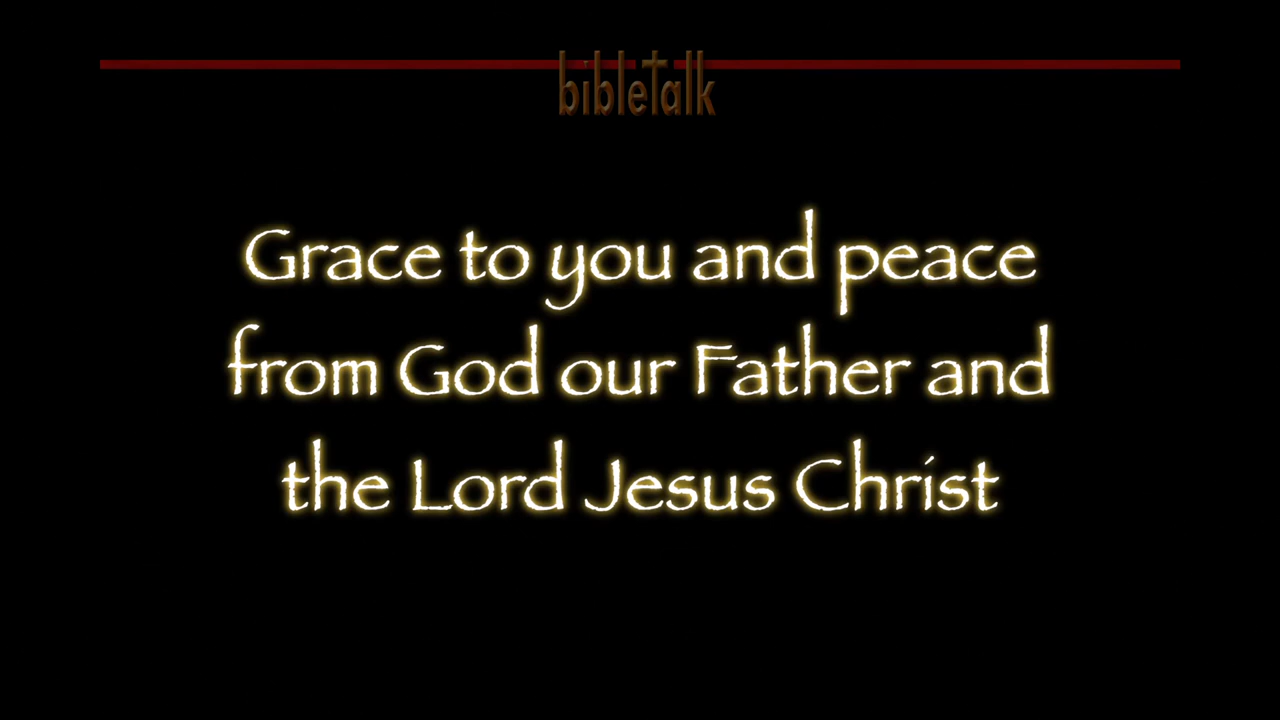 bibleTalk
Grace to you and peace
from God our Father and
the Lord Jesus Christ